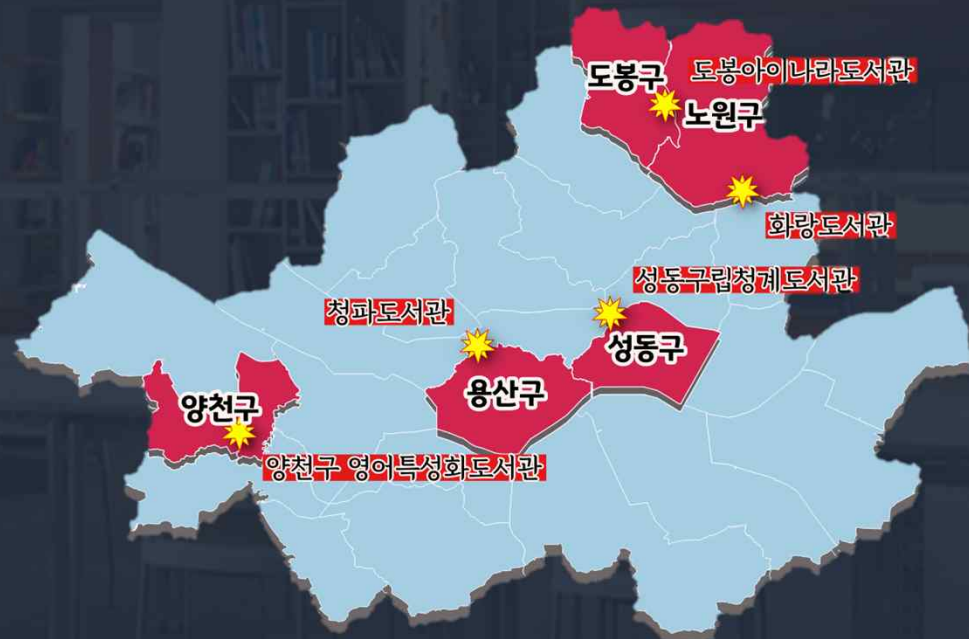 도봉구
도봉아이나라도서관
노원구
화랑도서관
성동구립청계도서관
청파도서관
성동구
용산구
양천구
양천구 영어특성화도서관